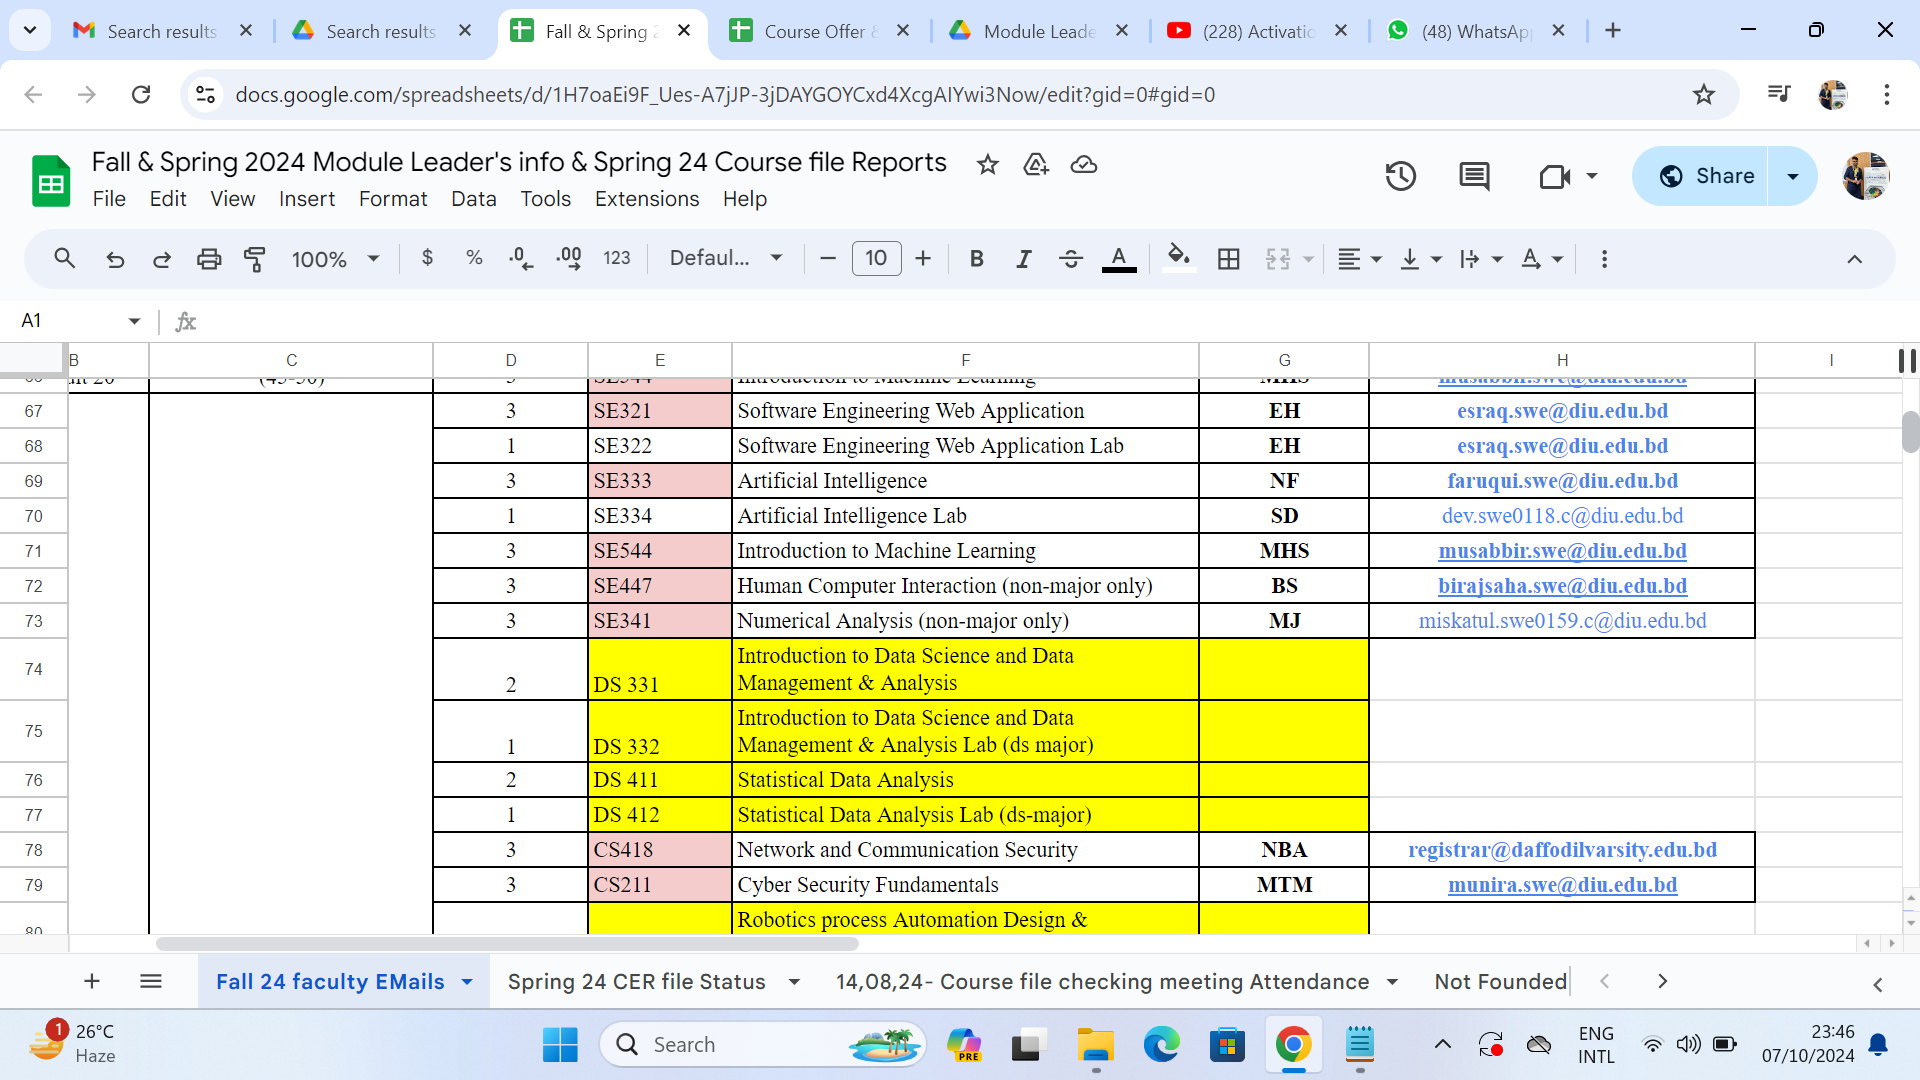 Search results
Search results
Fall & Spring 2
Course Offer &
Module Leade
(228) Activatio
(48) WhatsApp
docs.google.com/spreadsheets/d/1H7oaEi9F_Ues-A7jJP-3jDAYGOYCxd4XcgAIYwi3Now/edit?gid=0#gid=0
Fall & Spring 2024 Module Leader's info & Spring 24 Course file Reports
File Edit View Insert Format Data Tools Extensions Help
Share
100% $ % .0 .00 123 Defaul... 10 B I S A
A1 fx
B C D E F G H I
67 3 SE321 Software Engineering Web Application EH esraq.swe@diu.edu.bd
68 1 SE322 Software Engineering Web Application Lab EH esraq.swe@diu.edu.bd
69 3 SE333 Artificial Intelligence NF faruqui.swe@diu.edu.bd
70 1 SE334 Artificial Intelligence Lab SD dev.swe0118.c@diu.edu.bd
71 3 SE544 Introduction to Machine Learning MHS musabbir.swe@diu.edu.bd
72 3 SE447 Human Computer Interaction (non-major only) BS birajsaha.swe@diu.edu.bd
73 3 SE341 Numerical Analysis (non-major only) MJ miskatul.swe0159.c@diu.edu.bd
74 2 DS 331 Introduction to Data Science and Data
Management & Analysis
75 1 DS 332 Introduction to Data Science and Data
Management & Analysis Lab (ds major)
76 2 DS 411 Statistical Data Analysis
77 1 DS 412 Statistical Data Analysis Lab (ds-major)
78 3 CS418 Network and Communication Security NBA registrar@daffodilvarsity.edu.bd
79 3 CS211 Cyber Security Fundamentals MTM munira.swe@diu.edu.bd
80 Robotics process Automation Design &
Fall 24 faculty EMails
Spring 24 CER file Status
14,08,24- Course file checking meeting Attendance
Not Founded
1
26°C
Haze
Search
PRE
ENG
INTL
23:46
07/10/2024